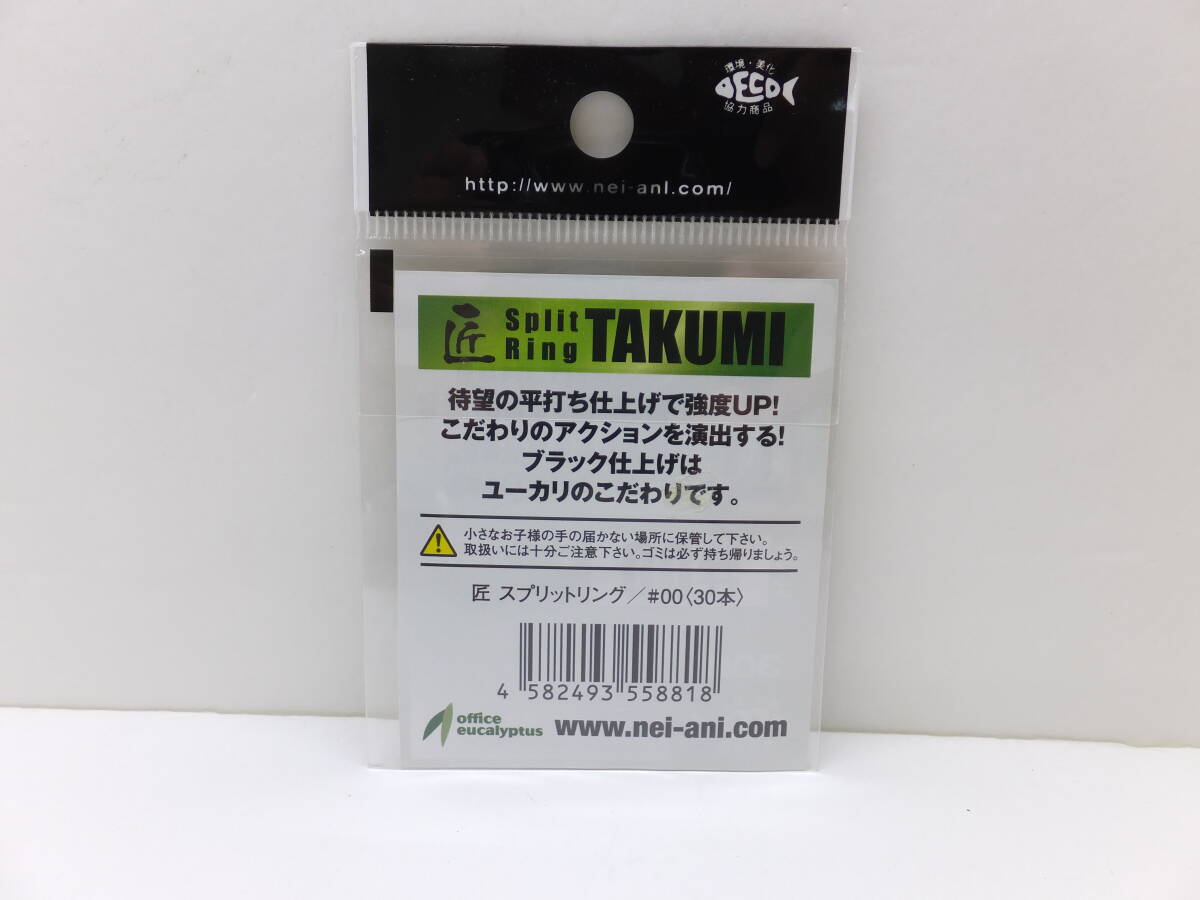 環境・美化
ECO
協力商品
http://www.nei-ani.com/
匠 Split Ring TAKUMI
待望の平打ち仕上げで強度UP!
こだわりのアクションを演出する!
ブラック仕上げは
ユーカリのこだわりです。
小さなお子様の手の届かない場所に保管して下さい。
取扱いには十分ご注意下さい。ゴミは必ず持ち帰りましょう。
匠 スプリットリング/#00〈30本〉
4 582493 558818
office eucalyptus www.nei-ani.com